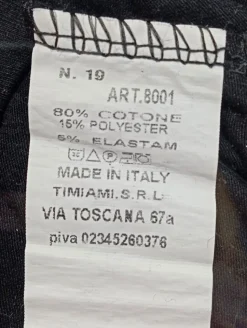 N. 19
ART.8001
80% COTONE
15% POLYESTER
5% ELASTAM
MADE IN ITALY
TIMIAMI.S.R.L
VIA TOSCANA 67a
piva 02345260376